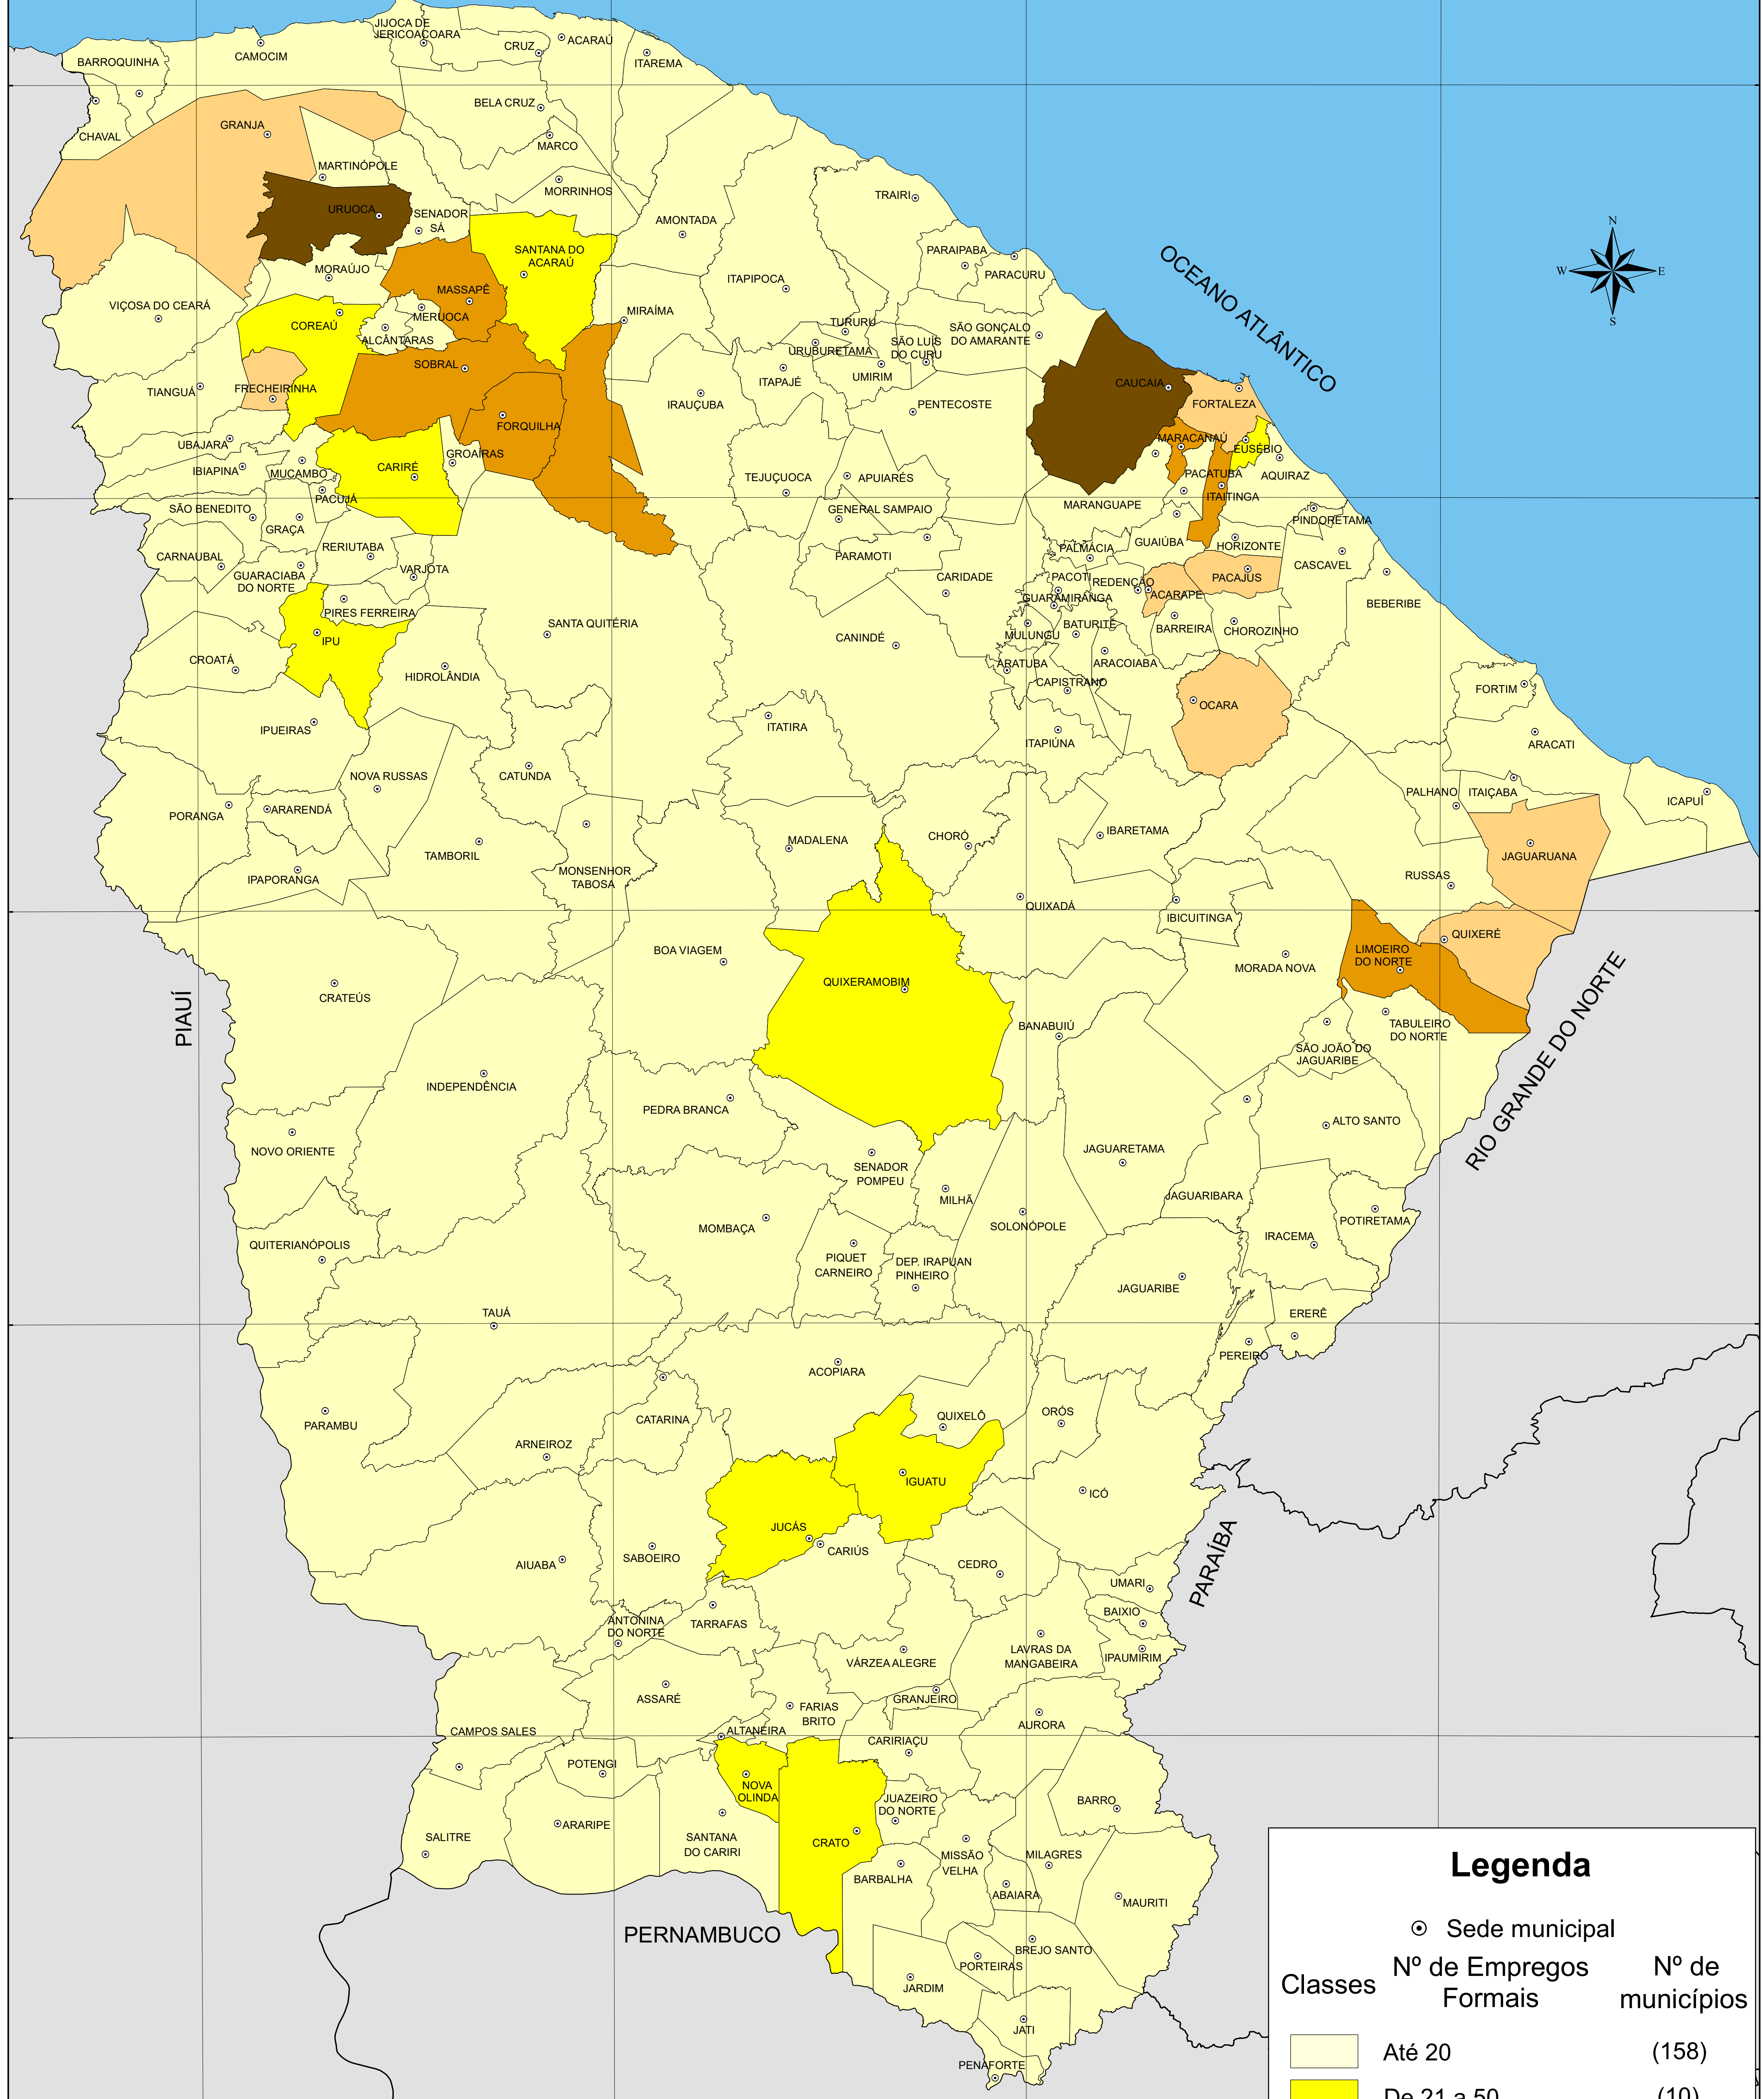 JIJOCA DE
JERICOACOARA
CRUZ
ACARAÚ
ITAREMA
CAMOCIM
BARROQUINHA
BELA CRUZ
CHAVAL
GRANJA
MARCO
MARTINÓPOLE
MORRINHOS
TRAIRI
URUOCA
SENADOR
SÁ
AMONTADA
N
W
E
S
OCEANO ATLÂNTICO
SANTANA DO
ACARAÚ
PARAIPABA
PARACURU
MORAÚJO
ITAPIPOCA
MASSAPÊ
VIÇOSA DO CEARÁ
MERUOCA
MIRAÍMA
COREAÚ
TURURU
SÃO GONÇALO
DO AMARANTE
ALCÂNTARAS
URUBURETAMA
SÃO LUÍS
DO CURU
SOBRAL
UMIRIM
ITAPAJÉ
CAUCAIA
TIANGUÁ
FRECHEIRINHA
IRAUÇUBA
PENTECOSTE
FORTALEZA
FORQUILHA
UBAJARA
MARACANAÚ
EUSÉBIO
GROAÍRAS
IBIAPINA
MUCAMBO
CARIRÉ
TEJUÇUOCA
APUIARÉS
PACATUBA
AQUIRAZ
PACUJÁ
ITAITINGA
SÃO BENEDITO
GENERAL SAMPAIO
MARANGUAPE
GRAÇA
PINDORETAMA
CARNAUBAL
RERIUTABA
PARAMOTI
PALMÁCIA
GUAIÚBA
HORIZONTE
VARJOTA
CARIDADE
PACOTI
REDENÇÃO
PACAJUS
CASCAVEL
GUARACIABA
DO NORTE
GUARAMIRANGA
ACARAPE
BEBERIBE
PIRES FERREIRA
SANTA QUITÉRIA
CANINDÉ
MULUNGU
BATURITÉ
BARREIRA
CHOROZINHO
IPU
CROATÁ
HIDROLÂNDIA
ARATUBA
ARACOIABA
CAPISTRANO
FORTIM
OCARA
IPUEIRAS
ITATIRA
ITAPIÚNA
ARACATI
NOVA RUSSAS
CATUNDA
PALHANO
ITAIÇABA
ICAPUÍ
PORANGA
ARARENDÁ
MADALENA
CHORÓ
IBARETAMA
TAMBORIL
JAGUARUANA
IPAPORANGA
MONSENHOR
TABOSA
RUSSAS
QUIXADÁ
IBICUITINGA
QUIXERÉ
BOA VIAGEM
LIMOEIRO
DO NORTE
MORADA NOVA
QUIXERAMOBIM
CRATEÚS
PIAUÍ
BANABUIÚ
TABULEIRO
DO NORTE
SÃO JOÃO DO
JAGUARIBE
RIO GRANDE DO NORTE
INDEPENDÊNCIA
PEDRA BRANCA
ALTO SANTO
NOVO ORIENTE
JAGUARETAMA
SENADOR
POMPEU
MILHÃ
JAGUARIBARA
MOMBAÇA
SOLONÓPOLE
POTIRETAMA
IRACEMA
QUITERIANÓPOLIS
PIQUET
CARNEIRO
DEP. IRAPUAN
PINHEIRO
JAGUARIBE
TAUÁ
ERERÊ
PEREIRO
ACOPIARA
PARAMBU
CATARINA
QUIXELÔ
ORÓS
ARNEIROZ
IGUATU
ICÓ
JUCÁS
CARIÚS
AIUABA
SABOEIRO
CEDRO
PARAÍBA
UMARI
BAIXIO
ANTONINA
DO NORTE
TARRAFAS
LAVRAS DA
MANGABEIRA
IPAUMIRIM
VÁRZEA ALEGRE
ASSARÉ
GRANJEIRO
FARIAS
BRITO
AURORA
CAMPOS SALES
ALTANEIRA
CARIRIAÇU
POTENGI
NOVA
OLINDA
JUAZEIRO
DO NORTE
BARRO
ARARIPE
SALITRE
SANTANA
DO CARIRI
CRATO
MISSÃO
VELHA
MILAGRES
BARBALHA
ABAIARA
MAURITI
PERNAMBUCO
BREJO SANTO
PORTEIRAS
JARDIM
JATI
PENAFORTE
Legenda
Sede municipal
Classes
Nº de Empregos
Formais
Nº de
municípios
Até 20
(158)
De 21 a 50
(10)